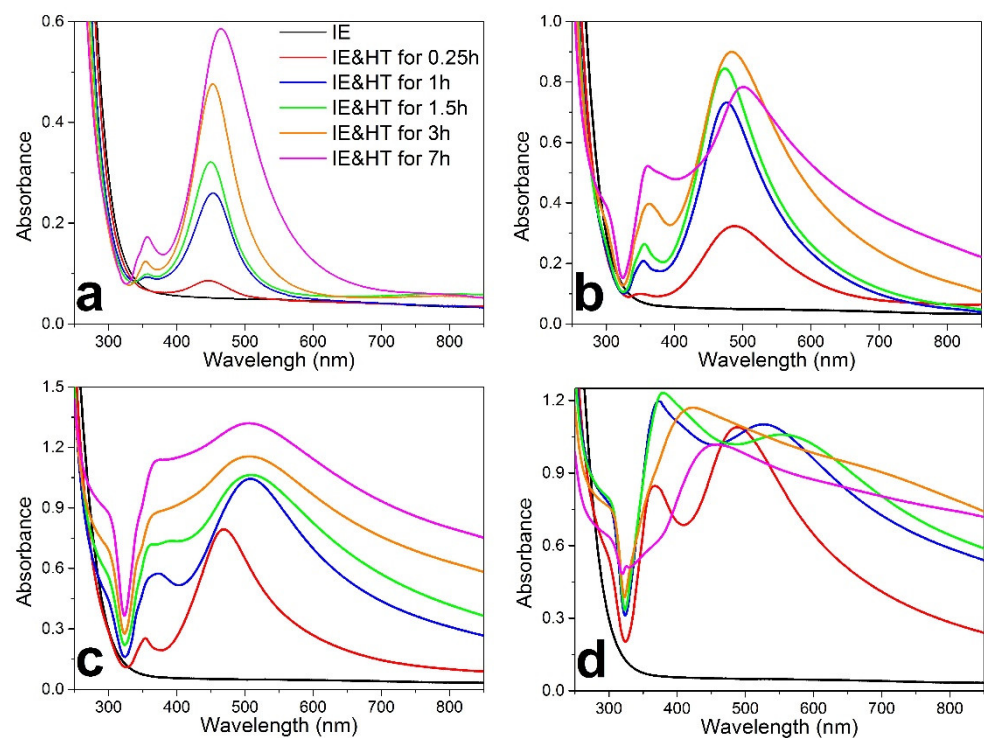 0.6
0.4
0.2
0.0
Absorbance
IE
IE&HT for 0.25h
IE&HT for 1h
IE&HT for 1.5h
IE&HT for 3h
IE&HT for 7h
a
300 400 500 600 700 800
Wavelength (nm)
1.0
0.8
0.6
0.4
0.2
0.0
Absorbance
b
300 400 500 600 700 800
Wavelength (nm)
1.5
1.2
0.9
0.6
0.3
0.0
Absorbance
c
300 400 500 600 700 800
Wavelength (nm)
1.2
0.9
0.6
0.3
0.0
Absorbance
d
300 400 500 600 700 800
Wavelength (nm)